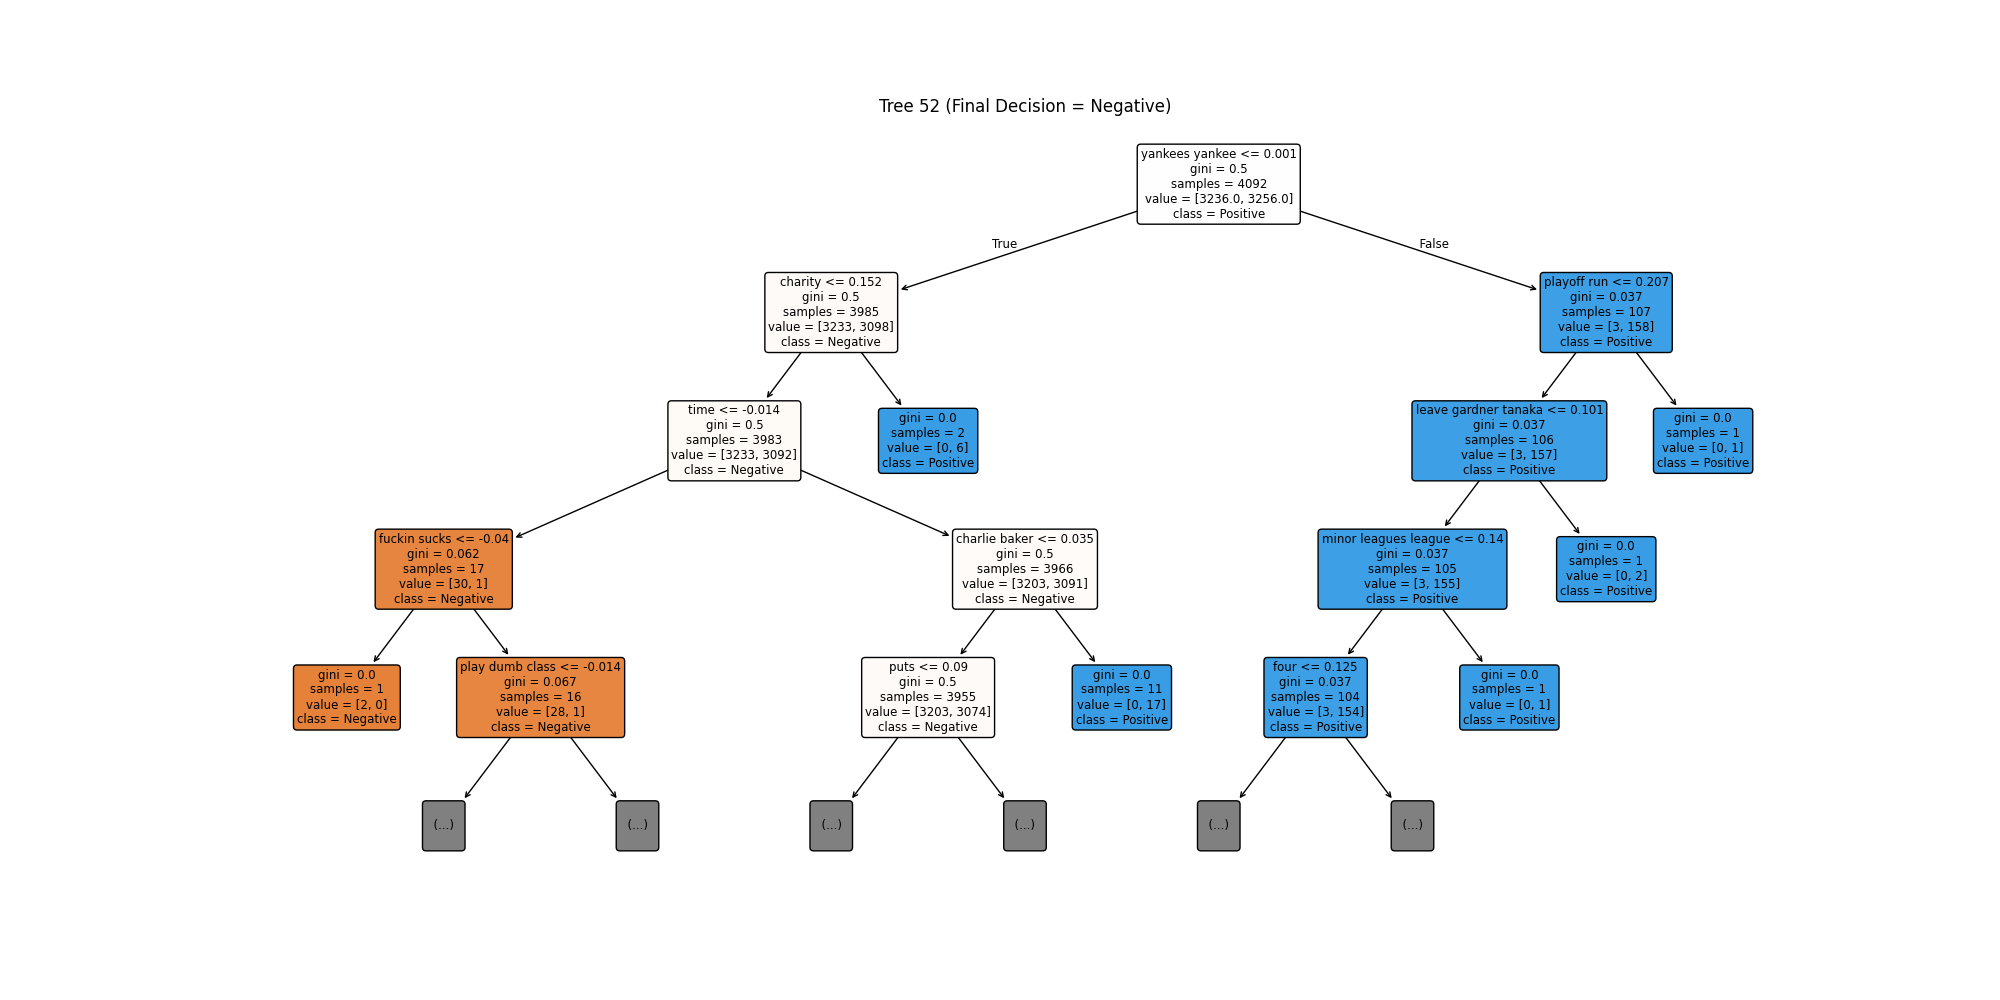 Tree 52 (Final Decision = Negative)
yankees yankee <= 0.001
gini = 0.5
samples = 4092
value = [3236.0, 3256.0]
class = Positive
True
False
charity <= 0.152
gini = 0.5
samples = 3985
value = [3233, 3098]
class = Negative
playoff run <= 0.207
gini = 0.037
samples = 107
value = [3, 158]
class = Positive
time <= -0.014
gini = 0.5
samples = 3983
value = [3233, 3092]
class = Negative
gini = 0.0
samples = 2
value = [0, 6]
class = Positive
leave gardner tanaka <= 0.101
gini = 0.037
samples = 106
value = [3, 157]
class = Positive
gini = 0.0
samples = 1
value = [0, 1]
class = Positive
fuckin sucks <= -0.04
gini = 0.062
samples = 17
value = [30, 1]
class = Negative
charlie baker <= 0.035
gini = 0.5
samples = 3966
value = [3203, 3091]
class = Negative
minor leagues league <= 0.14
gini = 0.037
samples = 105
value = [3, 155]
class = Positive
gini = 0.0
samples = 1
value = [0, 2]
class = Positive
gini = 0.0
samples = 1
value = [2, 0]
class = Negative
play dumb class <= -0.014
gini = 0.067
samples = 16
value = [28, 1]
class = Negative
puts <= 0.09
gini = 0.5
samples = 3955
value = [3203, 3074]
class = Negative
gini = 0.0
samples = 11
value = [0, 17]
class = Positive
four <= 0.125
gini = 0.037
samples = 104
value = [3, 154]
class = Positive
gini = 0.0
samples = 1
value = [0, 1]
class = Positive
(...)
(...)
(...)
(...)
(...)
(...)